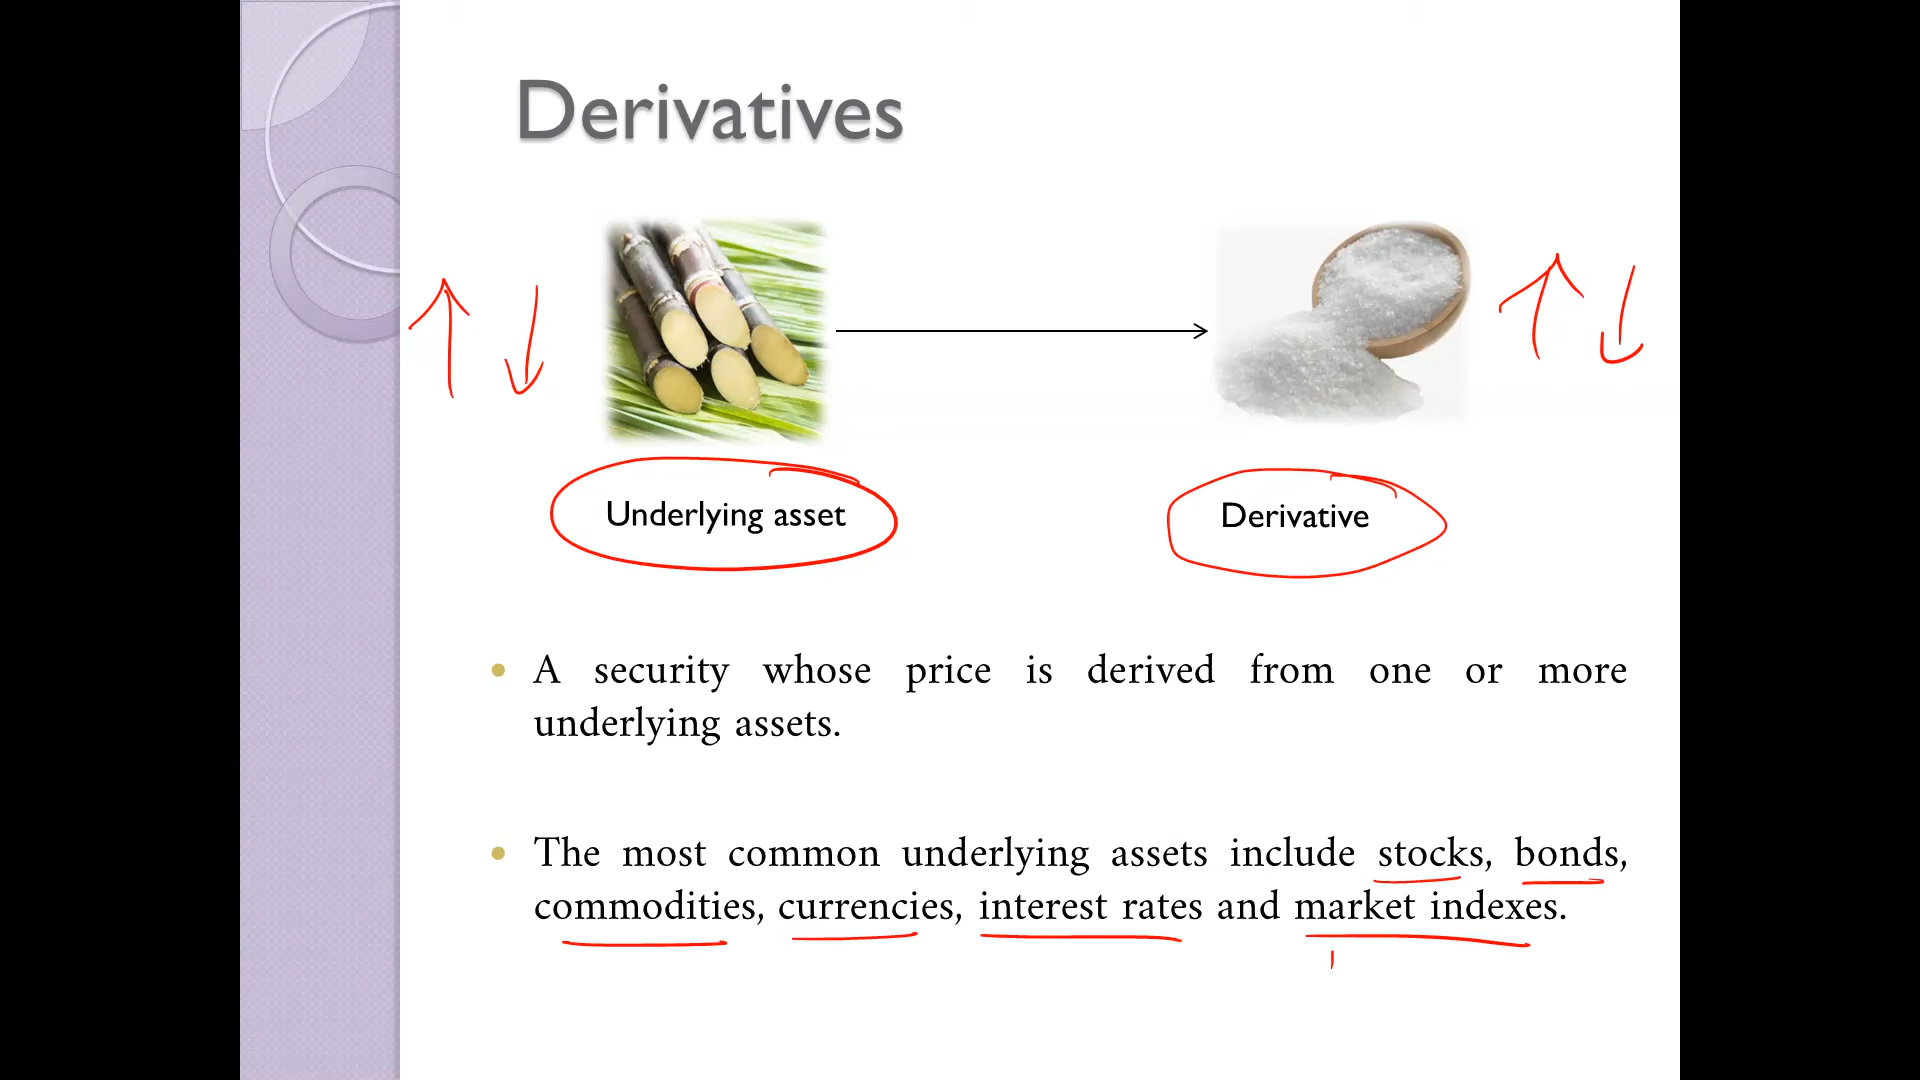 Derivatives
Underlying asset
Derivative
A security whose price is derived from one or more
underlying assets.
The most common underlying assets include stocks, bonds,
commodities, currencies, interest rates and market indexes.